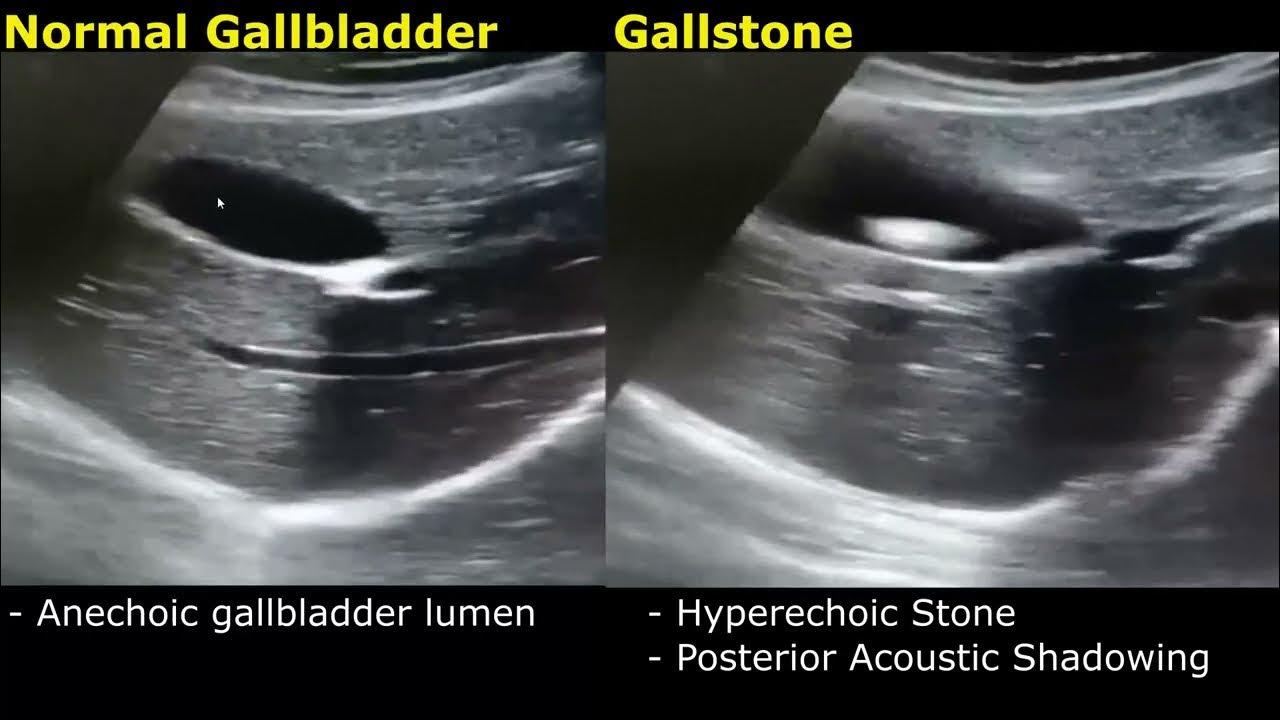 Normal Gallbladder
Gallstone
- Anechoic gallbladder lumen
- Hyperechoic Stone
- Posterior Acoustic Shadowing